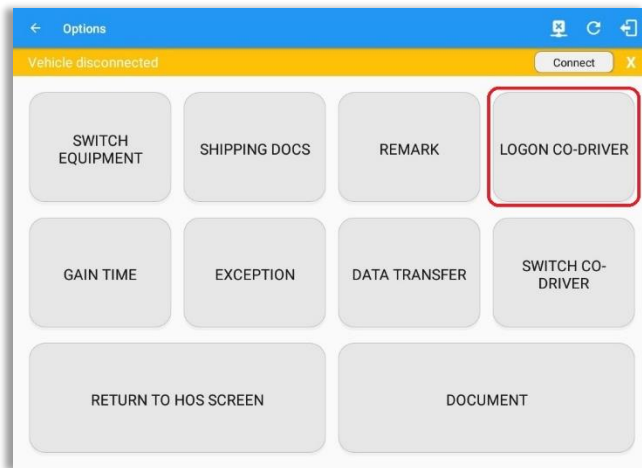 Options
Vehicle disconnected
Connect
X
SWITCH
EQUIPMENT
SHIPPING DOCS
REMARK
LOGON CO-DRIVER
GAIN TIME
EXCEPTION
DATA TRANSFER
SWITCH CO-
DRIVER
RETURN TO HOS SCREEN
DOCUMENT